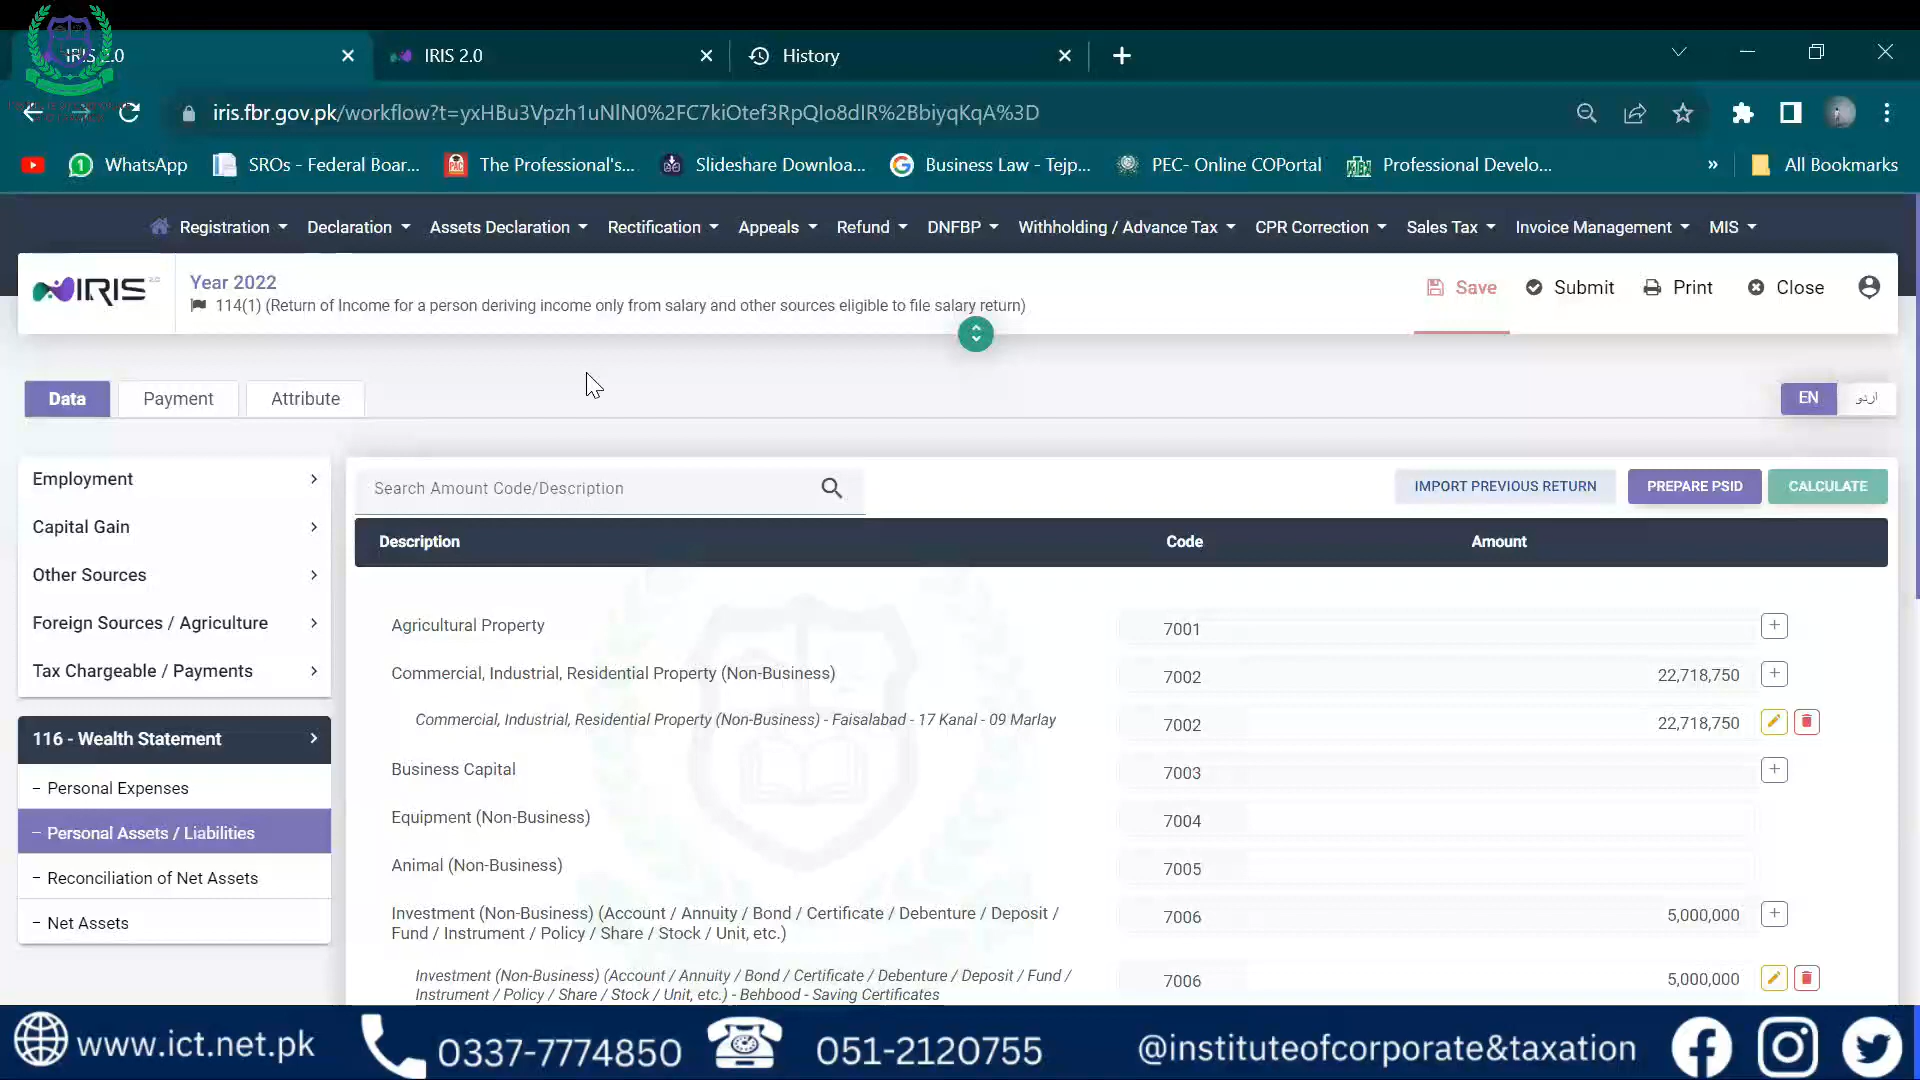 IRIS 2.0
IRIS 2.0
History
iris.fbr.gov.pk/workflow?t=yxHBu3Vpzh1uNIN0%2FC7kiOtef3RpQIo8dIR%2BbiyqKqA%3D
WhatsApp
SROs - Federal Boar...
The Professional's...
Slideshare Downloa...
Business Law - Tejp...
PEC- Online COPortal
Professional Develo...
»
All Bookmarks
Registration
Declaration
Assets Declaration
Rectification
Appeals
Refund
DNFBP
Withholding / Advance Tax
CPR Correction
Sales Tax
Invoice Management
MIS
IRIS 2.0
Year 2022
114(1) (Return of Income for a person deriving income only from salary and other sources eligible to file salary return)
Save
Submit
Print
Close
Data
Payment
Attribute
EN
اردو
Employment
Capital Gain
Other Sources
Foreign Sources / Agriculture
Tax Chargeable / Payments
116 - Wealth Statement
– Personal Expenses
– Personal Assets / Liabilities
– Reconciliation of Net Assets
– Net Assets
Search Amount Code/Description
IMPORT PREVIOUS RETURN
PREPARE PSID
CALCULATE
Description Code Amount
Agricultural Property 7001
Commercial, Industrial, Residential Property (Non-Business) 7002 22,718,750
Commercial, Industrial, Residential Property (Non-Business) - Faisalabad - 17 Kanal - 09 Marlay 7002 22,718,750
Business Capital 7003
Equipment (Non-Business) 7004
Animal (Non-Business) 7005
Investment (Non-Business) (Account / Annuity / Bond / Certificate / Debenture / Deposit / 7006 5,000,000
Fund / Instrument / Policy / Share / Stock / Unit, etc.)
Investment (Non-Business) (Account / Annuity / Bond / Certificate / Debenture / Deposit / Fund / 7006 5,000,000
Instrument / Policy / Share / Stock / Unit, etc.) - Behbood - Saving Certificates
www.ict.net.pk
0337-7774850
051-2120755
@instituteofcorporate&taxation